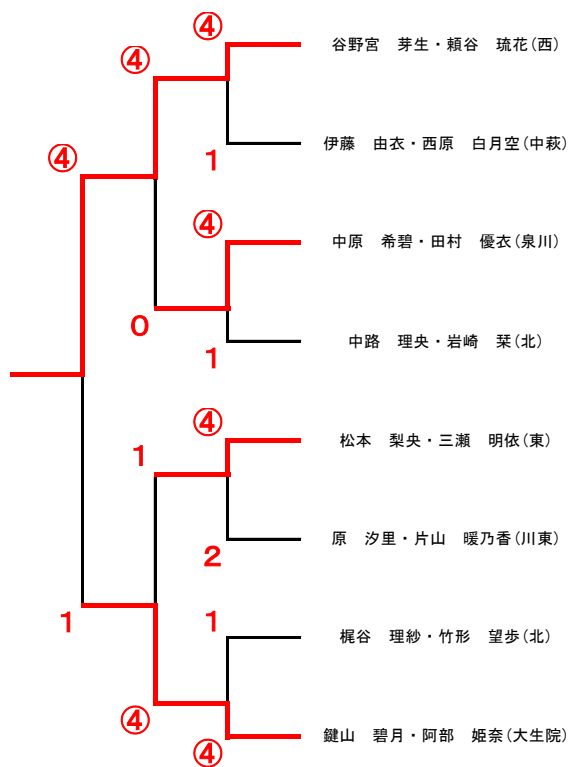 ④
谷野宮　芽生・頼谷　琉花(西)
④
伊藤　由衣・西原　白月空(中萩)
1
④
④
中原　希碧・田村　優衣(泉川)
0
中路　理央・岩崎　栞(北)
1
④
松本　梨央・三瀬　明依(東)
1
原　汐里・片山　暖乃香(川東)
2
1
1
梶谷　理紗・竹形　望歩(北)
④
鍵山　碧月・阿部　姫奈(大生院)
④